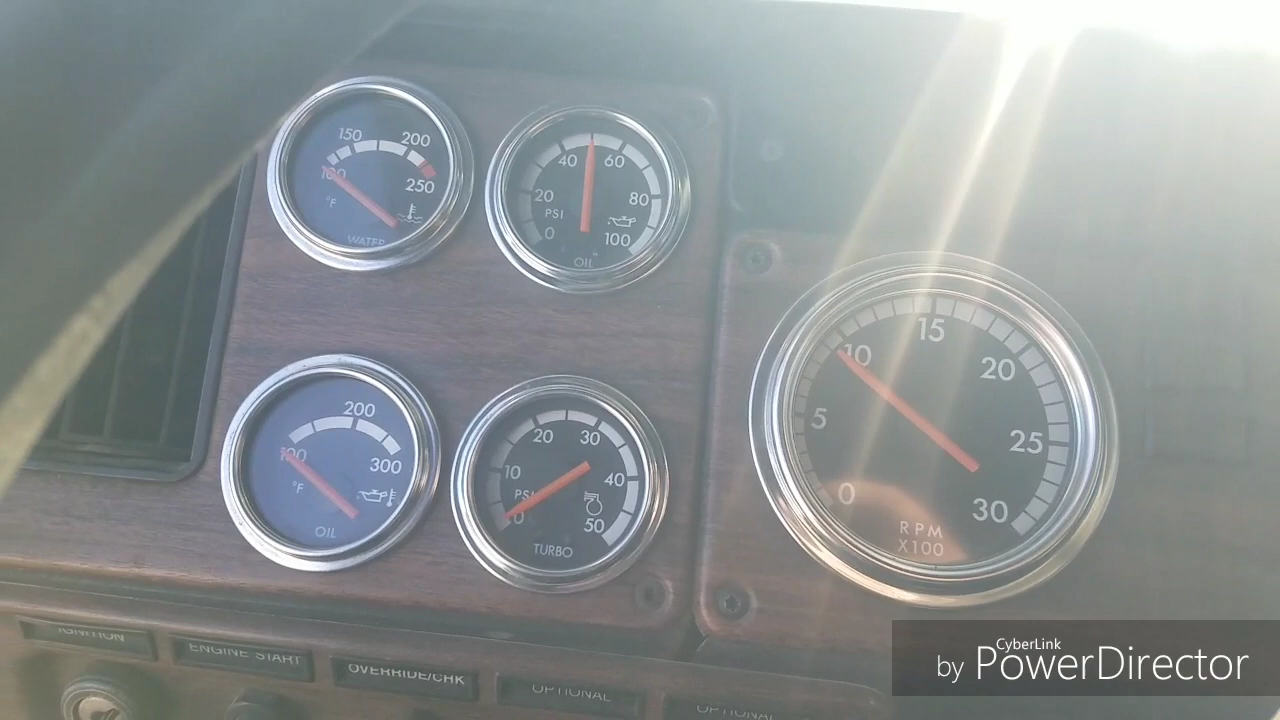 150 200
100 250
°F
WATER
40 60
20 80
PSI
0 100
OIL
200
100 300
°F
OIL
20 30
10 40
PSI
0 50
TURBO
15
10 20
5 25
0 30
RPM
X100
IGNITION
ENGINE START
OVERRIDE/CHK
OPTIONAL
OPTIONAL
CyberLink
by PowerDirector